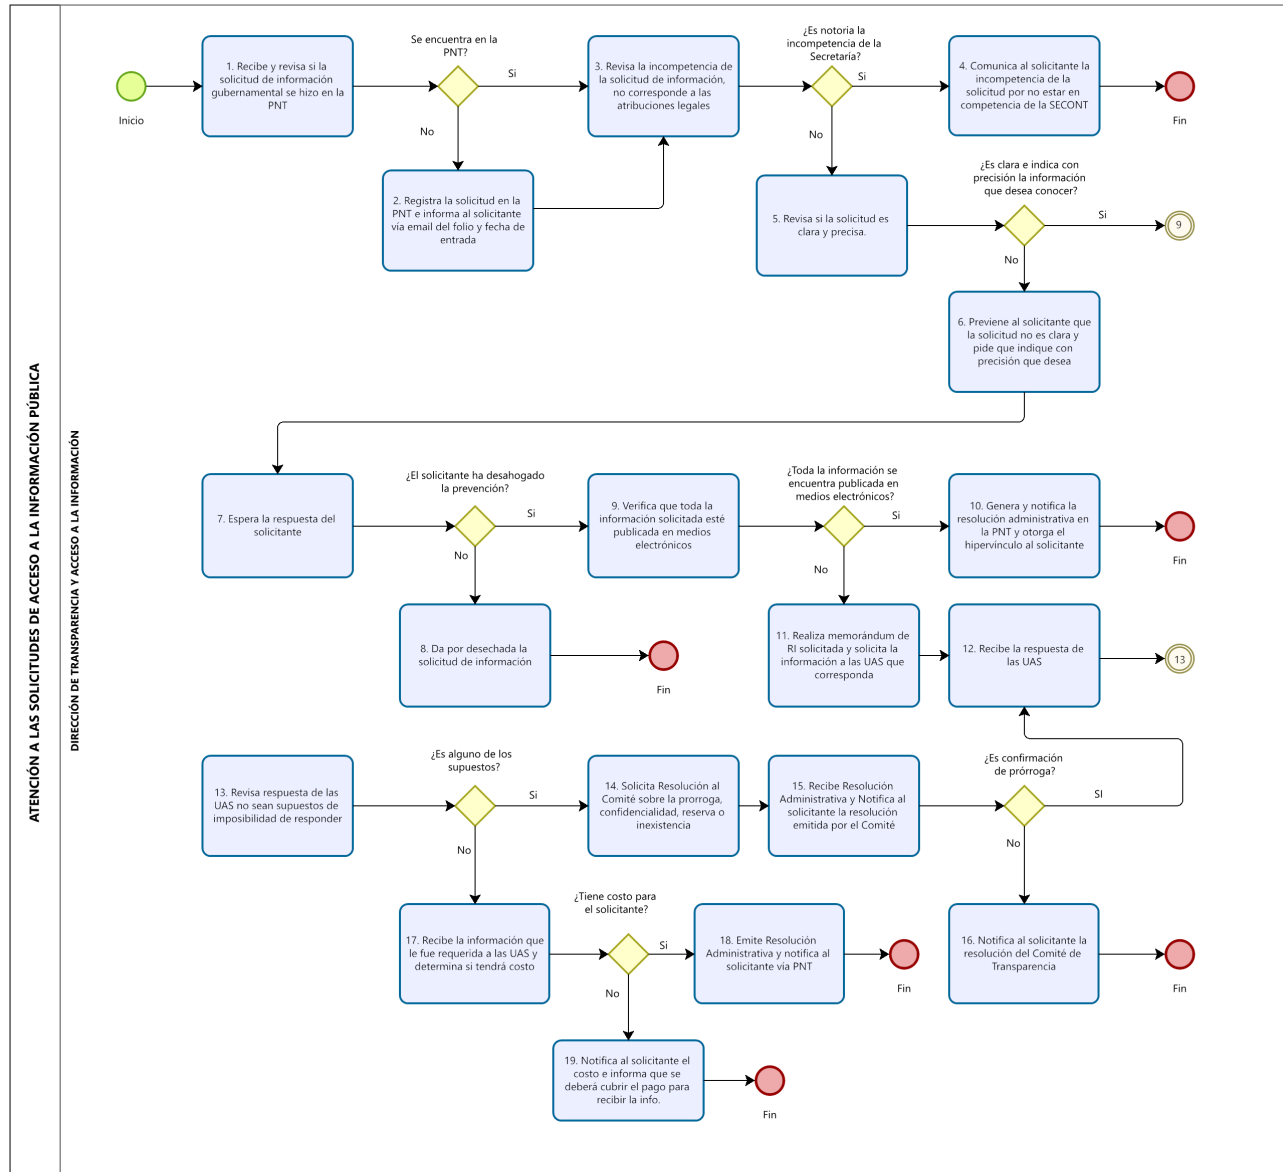 ATENCIÓN A LAS SOLICITUDES DE ACCESO A LA INFORMACIÓN PÚBLICA
DIRECCIÓN DE TRANSPARENCIA Y ACCESO A LA INFORMACIÓN
Inicio
1. Recibe y revisa si la
solicitud de información
gubernamental se hizo en la
PNT
Se encuentra en la
PNT?
Si
No
2. Registra la solicitud en la
PNT e informa al solicitante
vía email del folio y fecha de
entrada
3. Revisa la incompetencia de
la solicitud de información,
no corresponde a las
atribuciones legales
¿Es notoria la
incompetencia de la
Secretaría?
Si
No
4. Comunica al solicitante la
incompetencia de la
solicitud por no estar en
competencia de la SECONT
Fin
5. Revisa si la solicitud es
clara y precisa.
¿Es clara e indica con
precisión la información
que desea conocer?
Si
9
No
6. Previene al solicitante que
la solicitud no es clara y
pide que indique con
precisión que desea
7. Espera la respuesta del
solicitante
¿El solicitante ha desahogado
la prevención?
Si
No
8. Da por desechada la
solicitud de información
Fin
9. Verifica que toda la
información solicitada esté
publicada en medios
electrónicos
¿Toda la información se
encuentra publicada en
medios electrónicos?
Si
No
10. Genera y notifica la
resolución administrativa en
la PNT y otorga el
hipervínculo al solicitante
Fin
11. Realiza memorándum de
RI solicitada y solicita la
información a las UAS que
corresponda
12. Recibe la respuesta de
las UAS
13
13. Revisa respuesta de las
UAS no sean supuestos de
imposibilidad de responder
¿Es alguno de los
supuestos?
Si
No
14. Solicita Resolución al
Comité sobre la prorroga,
confidencialidad, reserva o
inexistencia
15. Recibe Resolución
Administrativa y Notifica al
solicitante la resolución
emitida por el Comité
¿Es confirmación
de prórroga?
SI
No
16. Notifica al solicitante la
resolución del Comité de
Transparencia
Fin
17. Recibe la información que
le fue requerida a las UAS y
determina si tendrá costo
¿Tiene costo para
el solicitante?
Si
No
18. Emite Resolución
Administrativa y notifica al
solicitante vía PNT
Fin
19. Notifica al solicitante el
costo e informa que se
deberá cubrir el pago para
recibir la info.
Fin